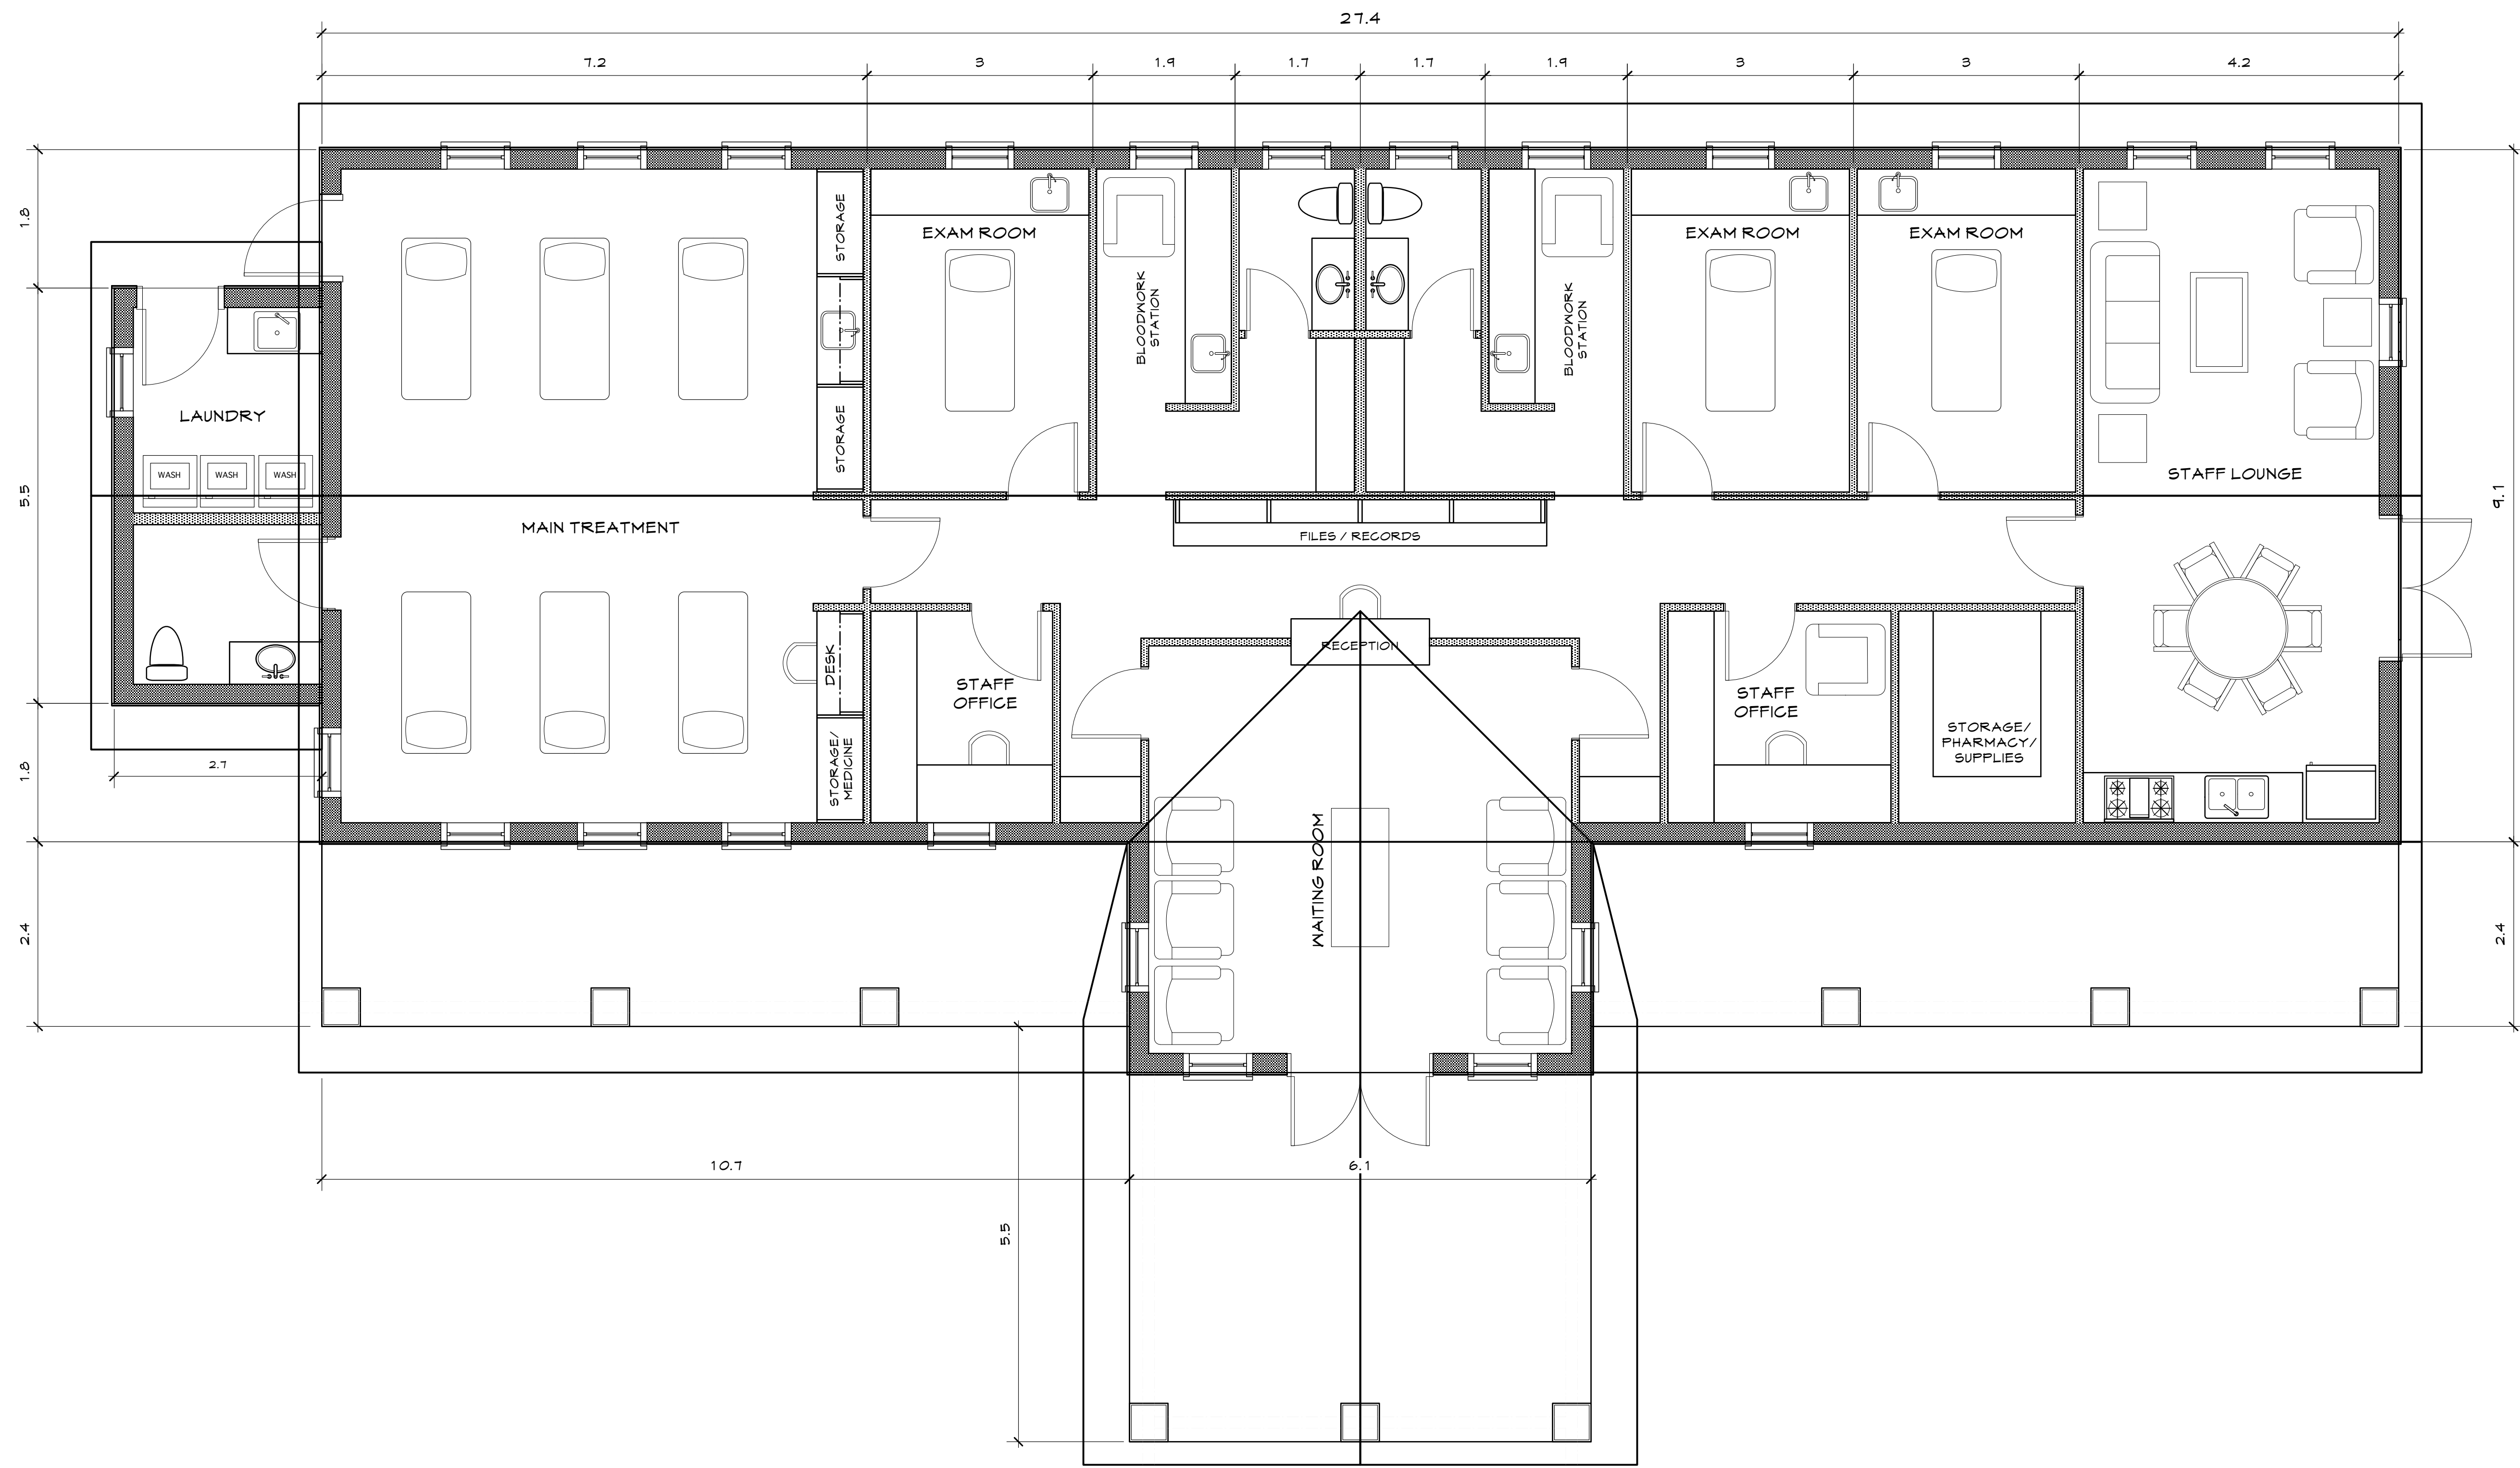 27.4
7.2 3 1.9 1.7 1.7 1.9 3 3 4.2
1.8
5.5
1.8
2.4
9.1
2.4
STORAGE
EXAM ROOM
BLOODWORK
STATION
BLOODWORK
STATION
EXAM ROOM
EXAM ROOM
LAUNDRY
WASH WASH WASH
STORAGE
STAFF LOUNGE
MAIN TREATMENT
FILES / RECORDS
RECEPTION
DESK
STAFF
OFFICE
STAFF
OFFICE
STORAGE/
PHARMACY/
SUPPLIES
STORAGE/
MEDICINE
2.7
WAITING ROOM
10.7
6.1
5.5